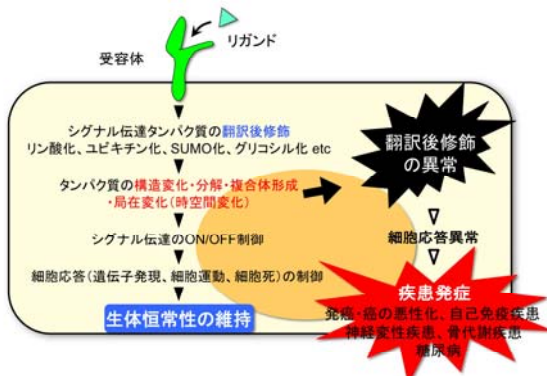 リガンド
受容体
シグナル伝達タンパク質の翻訳後修飾
リン酸化、ユビキチン化、SUMO化、グリコシル化 etc
タンパク質の構造変化・分解・複合体形成
・局在変化(時空間変化)
シグナル伝達のON/OFF制御
細胞応答(遺伝子発現、細胞運動、細胞死)の制御
生体恒常性の維持
翻訳後修飾
の異常
細胞応答異常
疾患発症
発癌・癌の悪性化、自己免疫疾患
神経変性疾患、骨代謝疾患
糖尿病